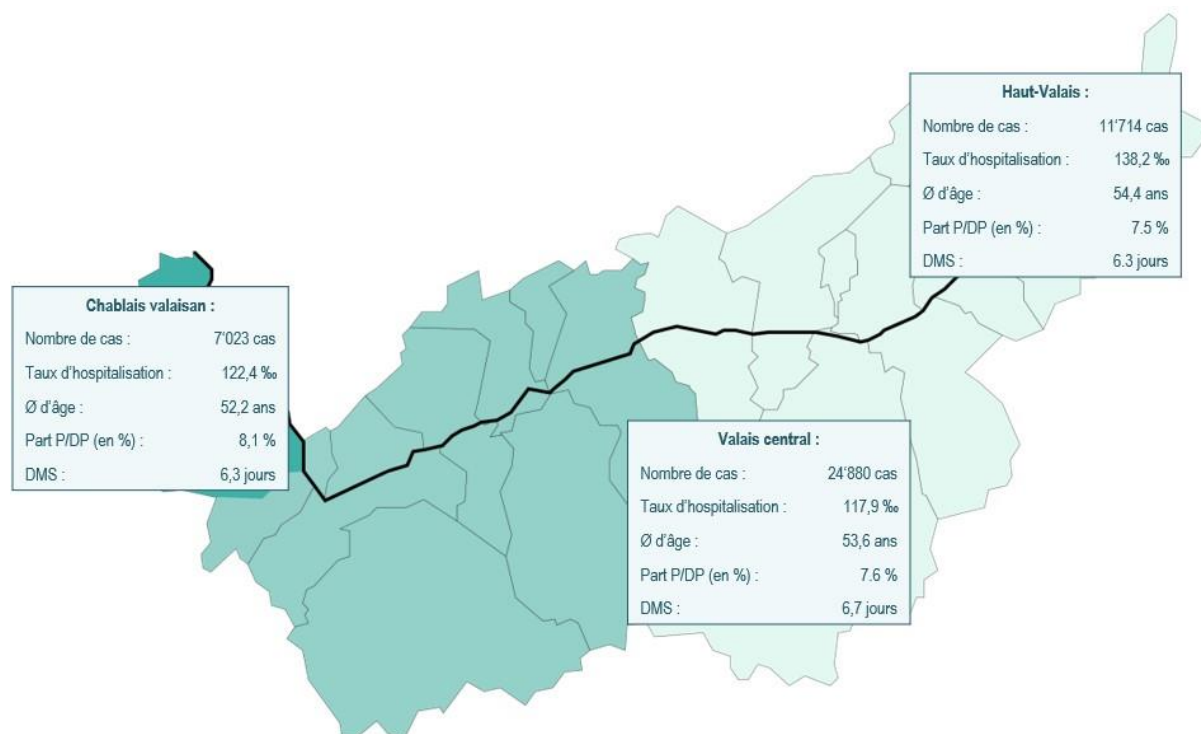 Haut-Valais :
Nombre de cas : 11'714 cas
Taux d'hospitalisation : 138,2 ‰
Ø d'âge : 54,4 ans
Part P/DP (en %) : 7.5 %
DMS : 6.3 jours
Chablais valaisan :
Nombre de cas : 7'023 cas
Taux d'hospitalisation : 122,4 ‰
Ø d'âge : 52,2 ans
Part P/DP (en %) : 8,1 %
DMS : 6,3 jours
Valais central :
Nombre de cas : 24'880 cas
Taux d'hospitalisation : 117,9 ‰
Ø d'âge : 53,6 ans
Part P/DP (en %) : 7.6 %
DMS : 6,7 jours